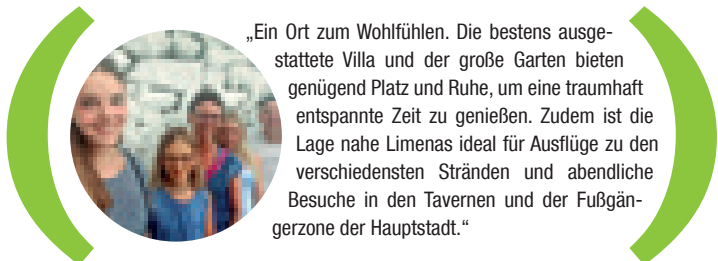 „Ein Ort zum Wohlfühlen. Die bestens ausge-
stattete Villa und der große Garten bieten
genügend Platz und Ruhe, um eine traumhaft
entspannte Zeit zu genießen. Zudem ist die
Lage nahe Limenas ideal für Ausflüge zu den
verschiedensten Stränden und abendliche
Besuche in den Tavernen und der Fußgän-
gerzone der Hauptstadt.“